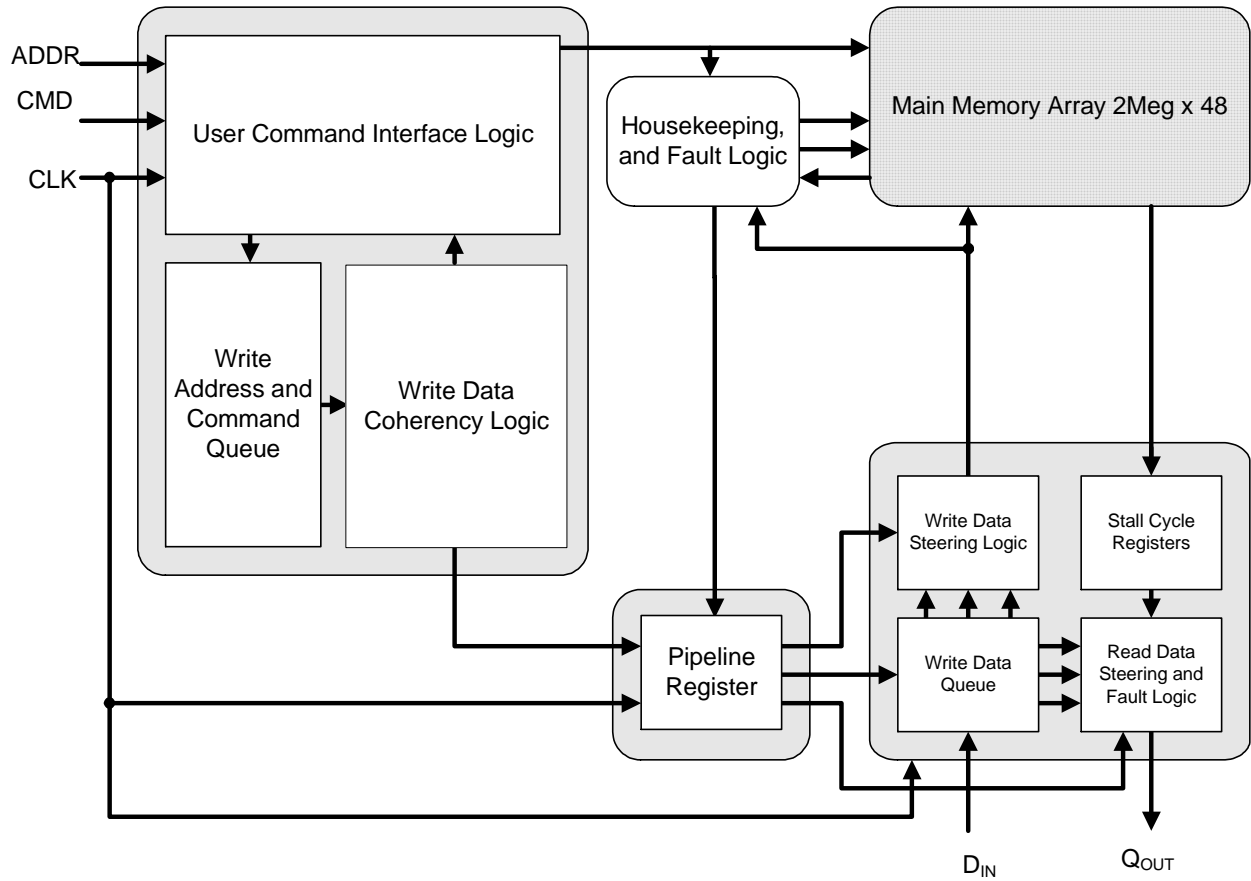 ADDR
CMD
CLK
User Command Interface Logic
Housekeeping,
and Fault Logic
Main Memory Array 2Meg x 48
Write
Address and
Command
Queue
Write Data
Coherency Logic
Write Data
Steering Logic
Stall Cycle
Registers
Pipeline
Register
Write Data
Queue
Read Data
Steering and
Fault Logic
DIN
QOUT